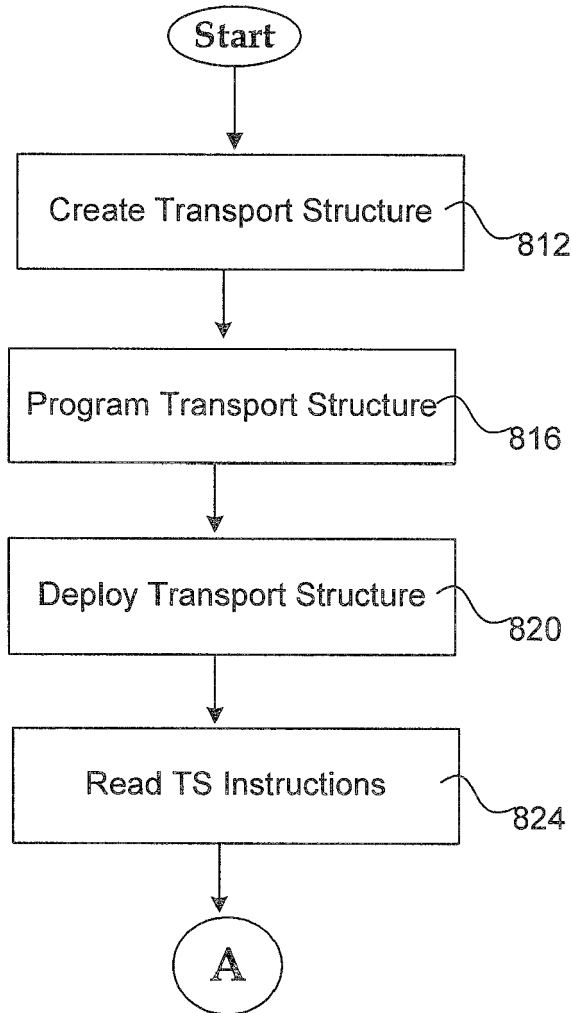 Start
Create Transport Structure
812
Program Transport Structure
816
Deploy Transport Structure
820
Read TS Instructions
824
A